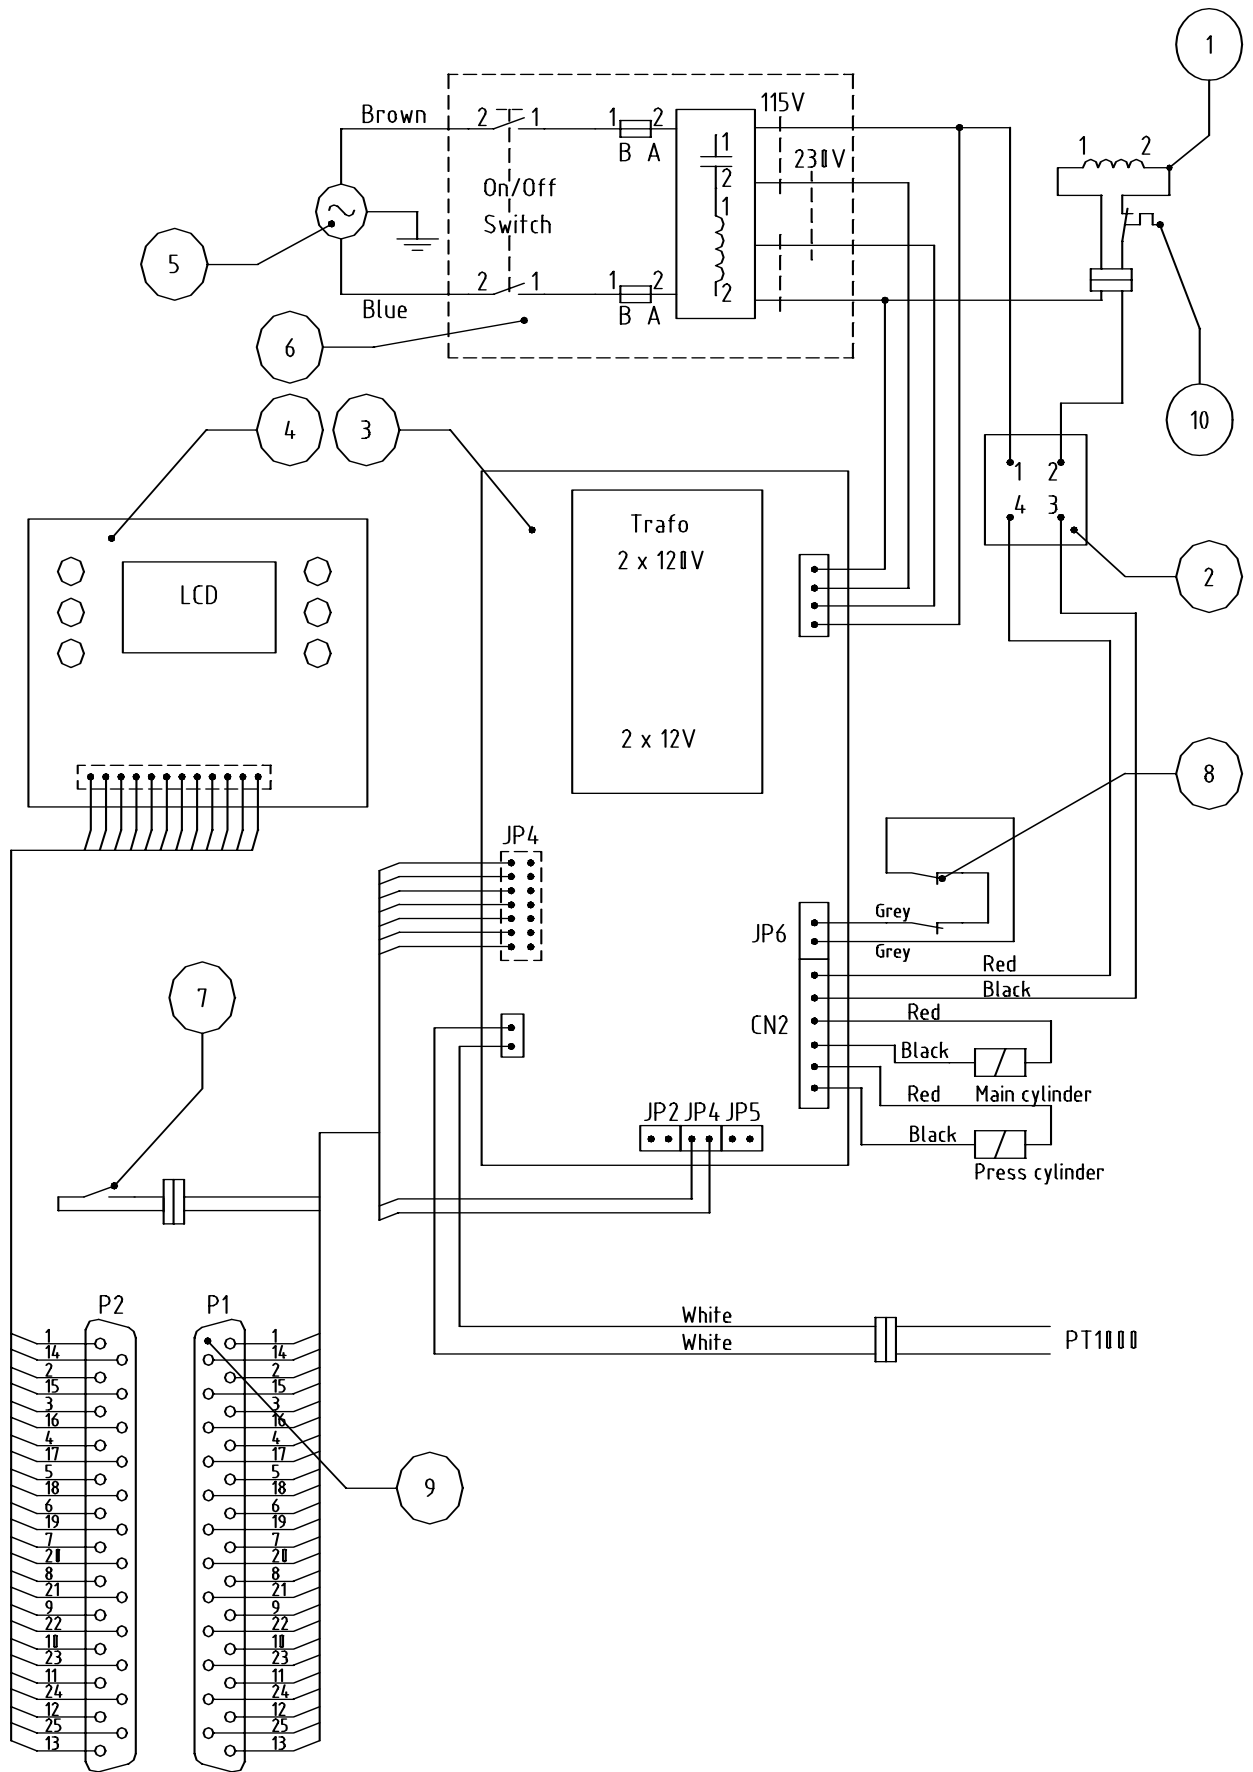 1
Brown
2 1
1 2
B A
115V
230V
1 2
1
2
On/Off
Switch
1
2
5
2 1
1 2
B A
Blue
6
4
3
10
1 2
4 3
2
Trafo
2 x 120V
2 x 12V
LCD
8
JP4
JP6
Grey
Grey
Red
Black
CN2
Red
Black
Main cylinder
Red
Black
Press cylinder
7
JP2 JP4 JP5
White
White
PT1000
P2
P1
1
14
2
15
3
16
4
17
5
18
6
19
7
20
8
21
9
22
10
23
11
24
12
25
13
1
14
2
15
3
16
4
17
5
18
6
19
7
20
8
21
9
22
10
23
11
24
12
25
13
9